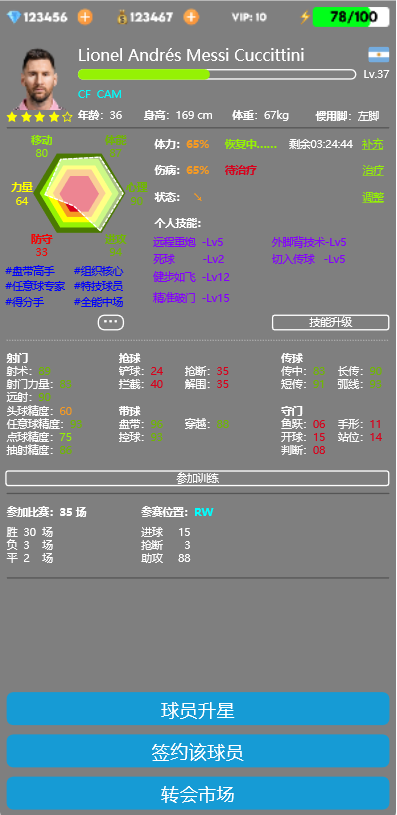 123456 123467 VIP: 10 78/100
Lionel Andrés Messi Cuccittini
Lv.37
CF CAM
年龄: 36 身高: 169 cm 体重: 67kg 惯用脚: 左脚
移动 80
体能 87
力量 64
心理 90
防守 33
进攻 94
体力: 65% 恢复中...... 剩余03:24:44 补充
伤病: 65% 待治疗 治疗
状态: 调整
个人技能:
远程重炮 -Lv5 外脚背技术-Lv5
死球 -Lv2 切入传球 -Lv5
健步如飞 -Lv12
精准破门 -Lv15
#盘带高手 #组织核心
#任意球专家 #特技球员
#得分手 #全能中场
技能升级
射门
射术: 89
射门力量: 83
远射: 90
头球精度: 60
任意球精度: 93
点球精度: 75
抽射精度: 86
抢球
铲球: 24 抢断: 35
拦截: 40 解围: 35
带球
盘带: 96 穿越: 88
控球: 93
传球
传中: 83 长传: 90
短传: 91 弧线: 93
守门
鱼跃: 06 手形: 11
开球: 15 站位: 14
判断: 08
参加训练
参加比赛: 35 场 参赛位置: RW
胜 30 场 进球 15
负 3 场 抢断 3
平 2 场 助攻 88
球员升星
签约该球员
转会市场